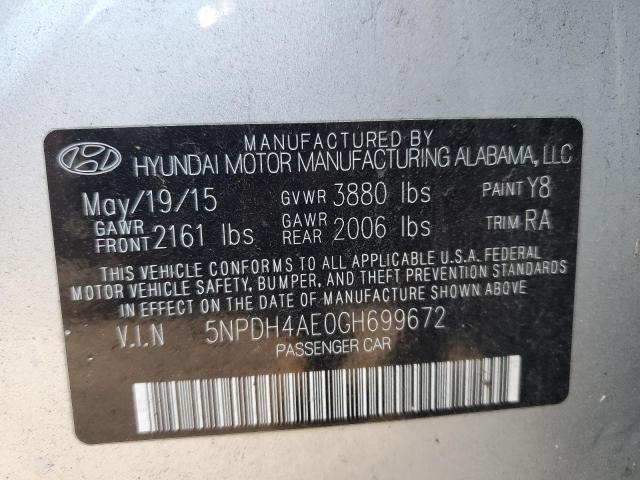 MANUFACTURED BY
HYUNDAI MOTOR MANUFACTURING ALABAMA, LLC
May/19/15 GVWR 3880 lbs PAINT Y8
GAWR FRONT 2161 lbs GAWR REAR 2006 lbs TRIM RA
THIS VEHICLE CONFORMS TO ALL APPLICABLE U.S.A. FEDERAL
MOTOR VEHICLE SAFETY, BUMPER, AND THEFT PREVENTION STANDARDS
IN EFFECT ON THE DATE OF MANUFACTURE SHOWN ABOVE.
V.I.N 5NPDH4AE0GH699672
PASSENGER CAR